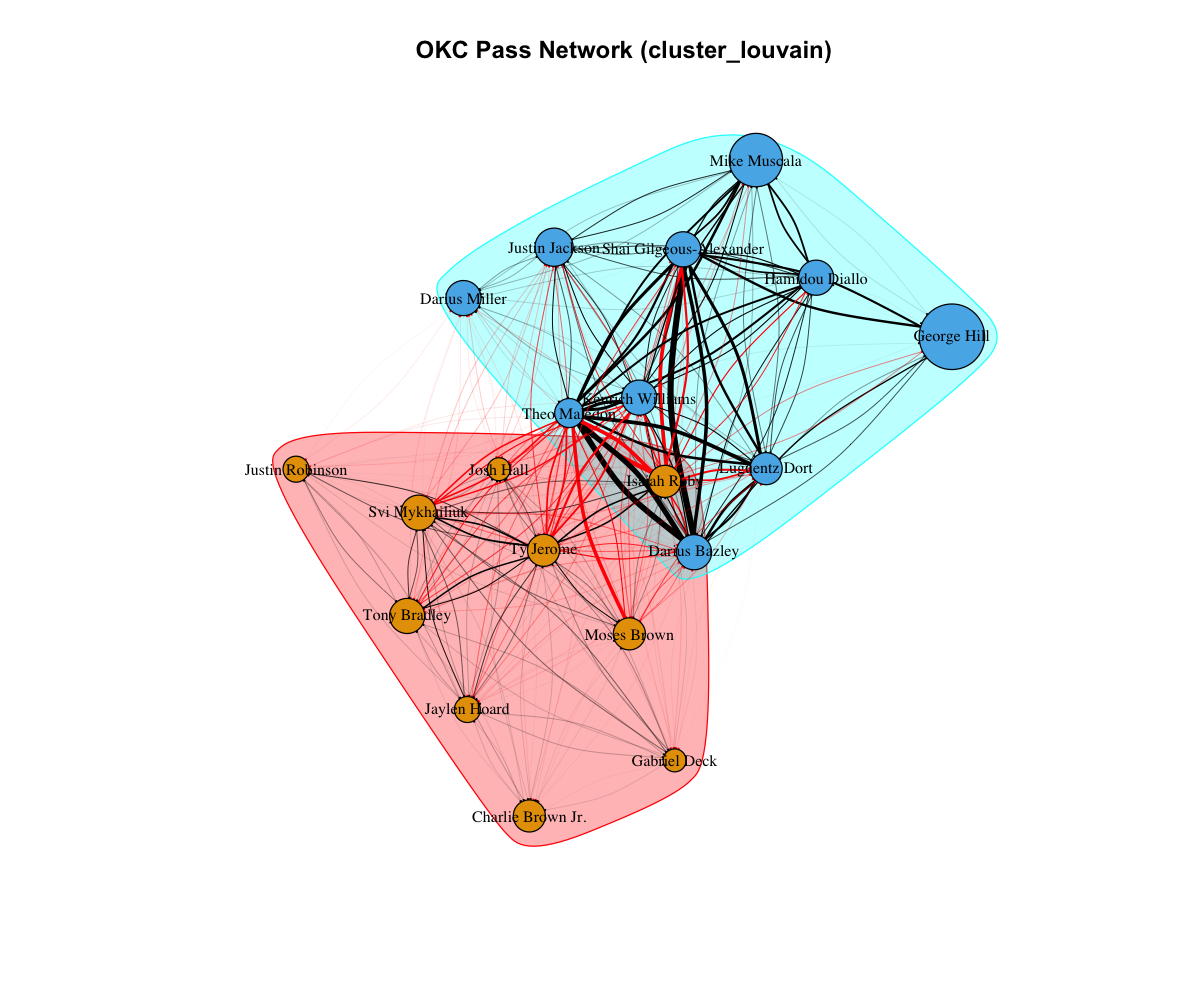 OKC Pass Network (cluster_louvain)
Mike Muscala
Justin Jackson
Shai Gilgeous-Alexander
Hamidou Diallo
Darius Miller
George Hill
Kenrich Williams
Theo Maledon
Justin Robinson
Josh Hall
Luguentz Dort
Isaiah Roby
Svi Mykhailiuk
Ty Jerome
Darius Bazley
Tony Bradley
Moses Brown
Jaylen Hoard
Gabriel Deck
Charlie Brown Jr.